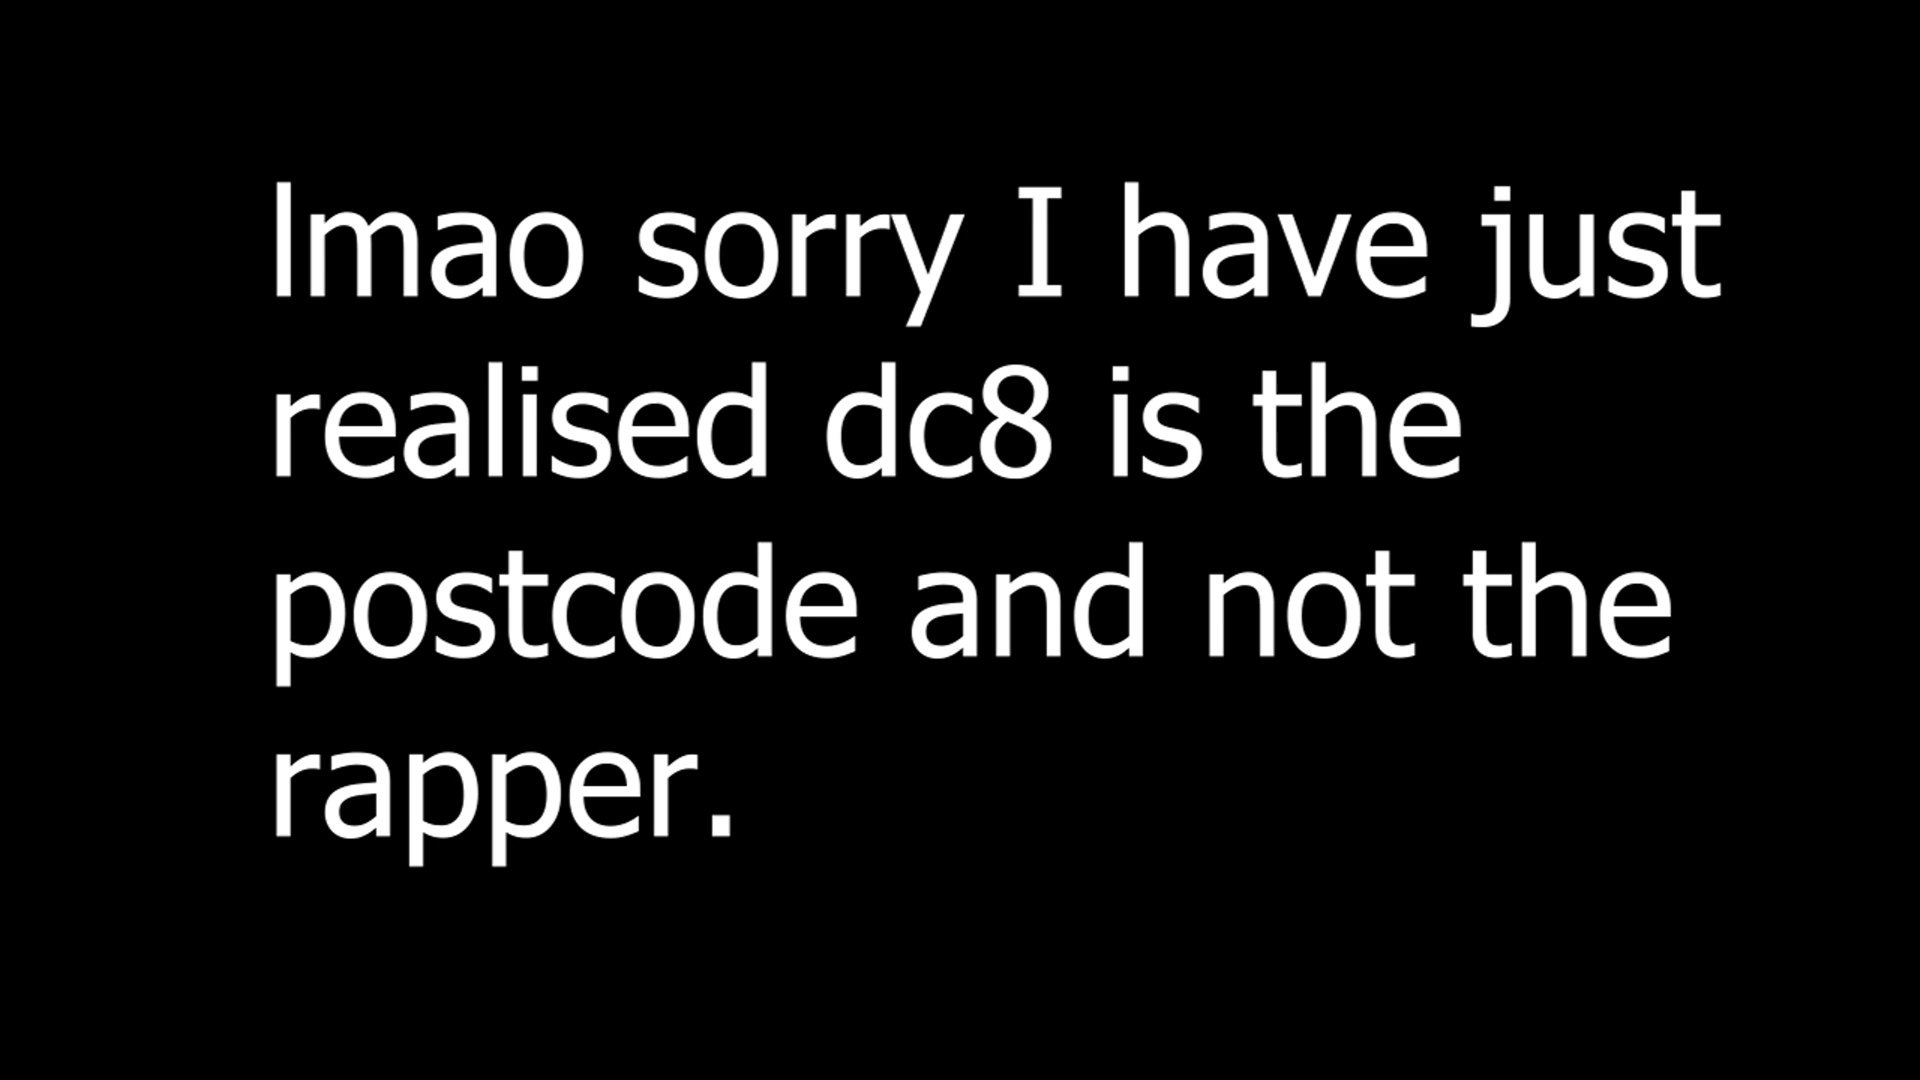 lmao sorry I have just
realised dc8 is the
postcode and not the
rapper.